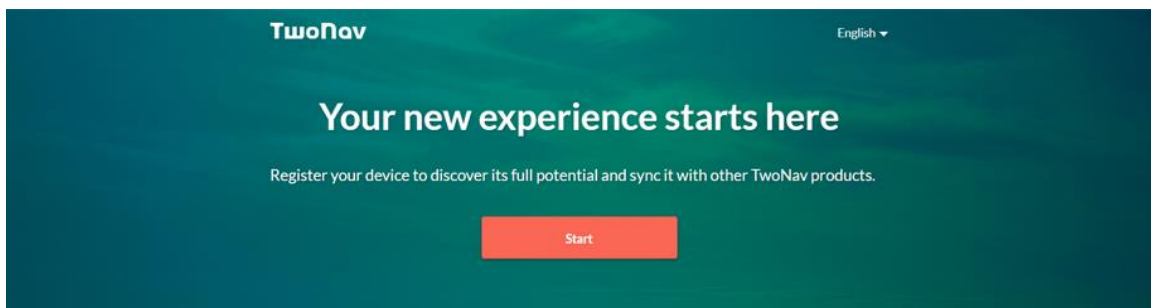 TwoNav
English
Your new experience starts here
Register your device to discover its full potential and sync it with other TwoNav products.
Start